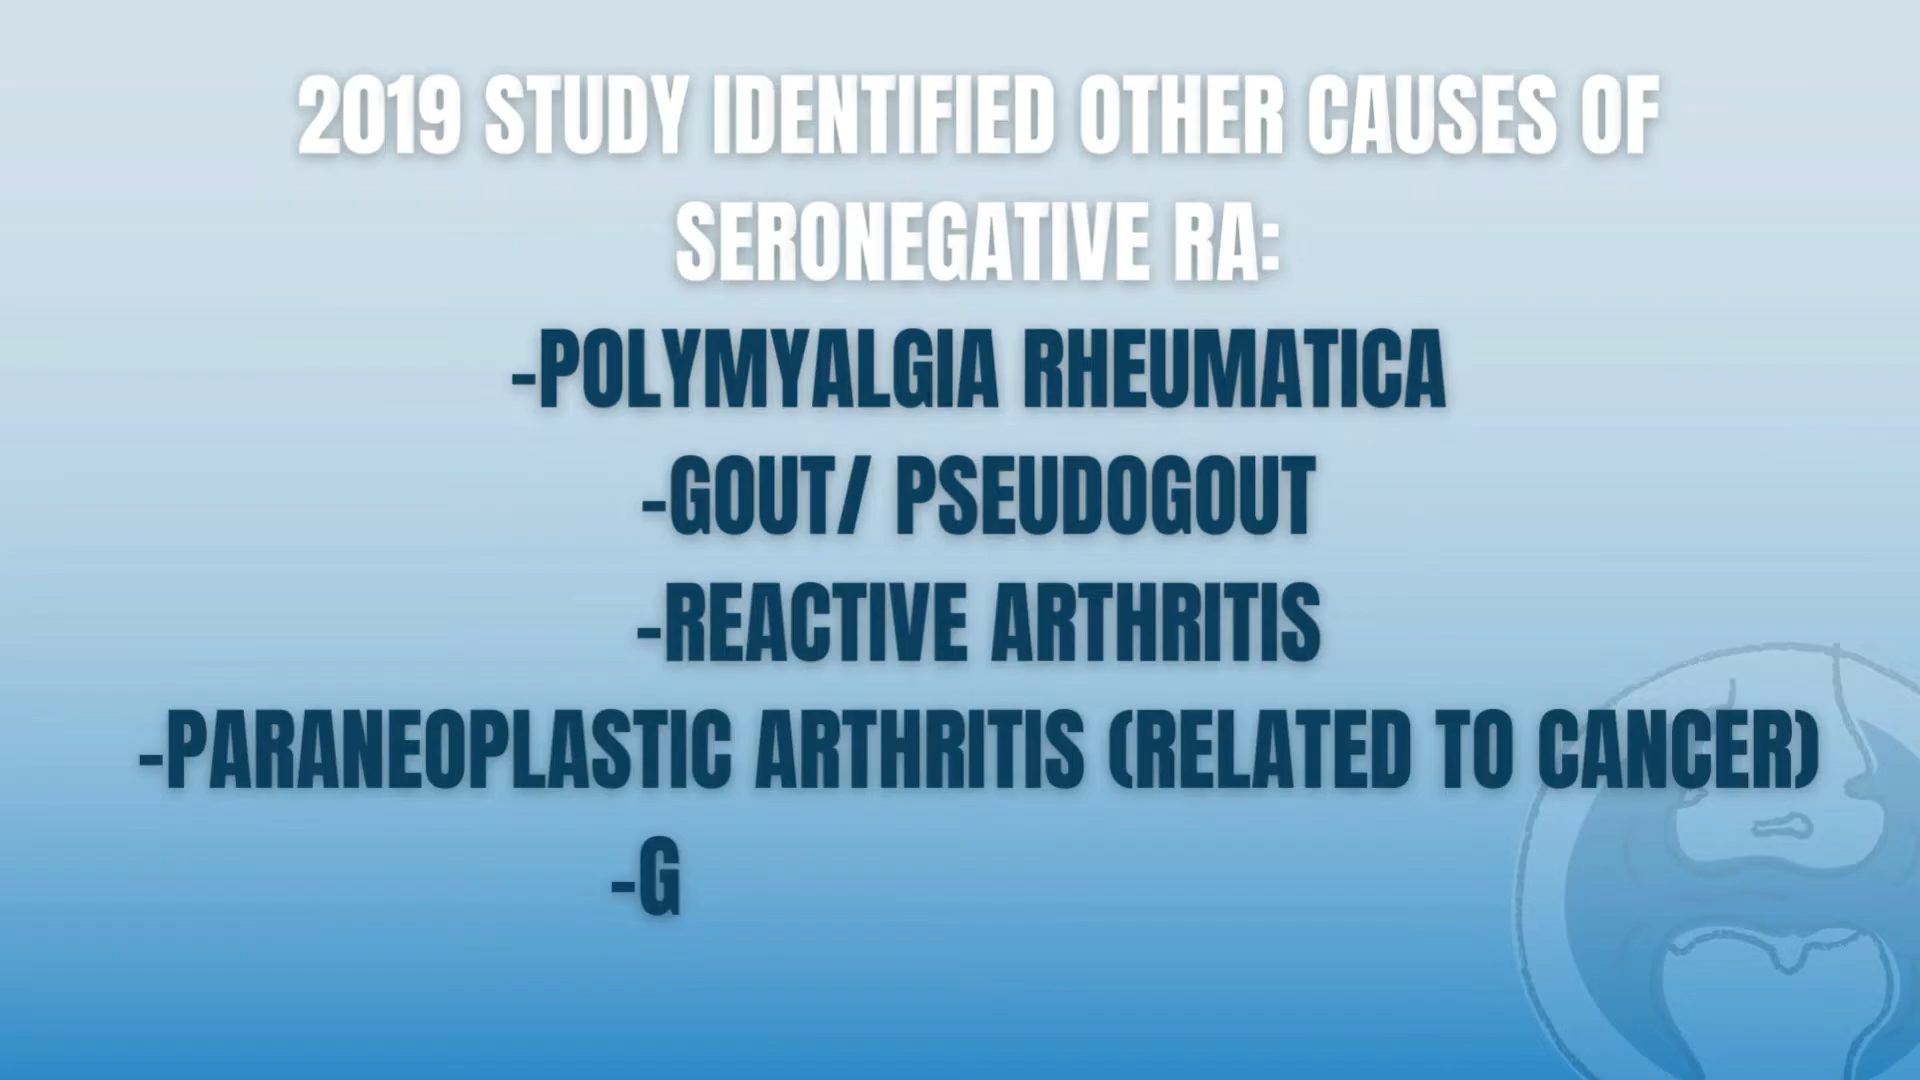 2019 STUDY IDENTIFIED OTHER CAUSES OF
SERONEGATIVE RA:
-POLYMYALGIA RHEUMATICA
-GOUT/ PSEUDOGOUT
-REACTIVE ARTHRITIS
-PARANEOPLASTIC ARTHRITIS (RELATED TO CANCER)
-G